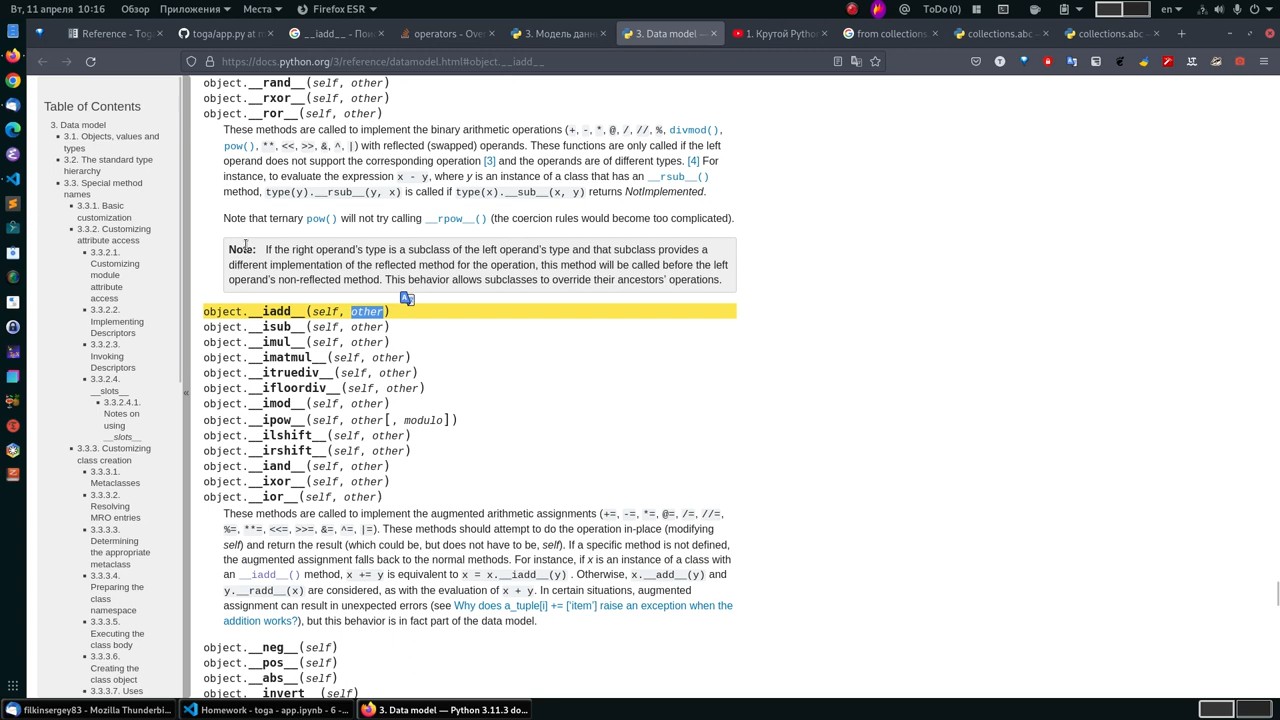 Вт, 11 апреля 10:16 Обзор Приложения Места Firefox ESR ToDo (0) en
Reference - Toga toga/app.py at m __iadd__ - Пои operators - Ove 3. Модель дан 3. Data model — 1. Крутой Python from collections collections.abc - collections.abc -
https://docs.python.org/3/reference/datamodel.html#object.__iadd__
Table of Contents
3. Data model
3.1. Objects, values and
types
3.2. The standard type
hierarchy
3.3. Special method
names
3.3.1. Basic
customization
3.3.2. Customizing
attribute access
3.3.2.1.
Customizing
module
attribute
access
3.3.2.2.
Implementing
Descriptors
3.3.2.3.
Invoking
Descriptors
3.3.2.4.
__slots__
3.3.2.4.1.
Notes on
using
__slots__
3.3.3. Customizing
class creation
3.3.3.1.
Metaclasses
3.3.3.2.
Resolving
MRO entries
3.3.3.3.
Determining
the
appropriate
metaclass
3.3.3.4.
Preparing the
class
namespace
3.3.3.5.
Executing the
class body
3.3.3.6.
Creating the
class object
3.3.3.7. Uses
«
object.__rand__(self, other)
object.__rxor__(self, other)
object.__ror__(self, other)
These methods are called to implement the binary arithmetic operations (+, -, *, @, /, //, %, divmod(),
pow(), **, <<, >>, &, ^, |) with reflected (swapped) operands. These functions are only called if the left
operand does not support the corresponding operation [3] and the operands are of different types. [4] For
instance, to evaluate the expression x - y, where y is an instance of a class that has an __rsub__()
method, type(y).__rsub__(y, x) is called if type(x).__sub__(x, y) returns NotImplemented.
Note that ternary pow() will not try calling __rpow__() (the coercion rules would become too complicated).
Note: If the right operand’s type is a subclass of the left operand’s type and that subclass provides a
different implementation of the reflected method for the operation, this method will be called before the left
operand’s non-reflected method. This behavior allows subclasses to override their ancestors’ operations.
object.__iadd__(self, other)
object.__isub__(self, other)
object.__imul__(self, other)
object.__imatmul__(self, other)
object.__itruediv__(self, other)
object.__ifloordiv__(self, other)
object.__imod__(self, other)
object.__ipow__(self, other[, modulo])
object.__ilshift__(self, other)
object.__irshift__(self, other)
object.__iand__(self, other)
object.__ixor__(self, other)
object.__ior__(self, other)
These methods are called to implement the augmented arithmetic assignments (+=, -=, *=, @=, /=, //=,
%=, **=, <<=, >>=, &=, ^=, |=). These methods should attempt to do the operation in-place (modifying
self) and return the result (which could be, but does not have to be, self). If a specific method is not defined,
the augmented assignment falls back to the normal methods. For instance, if x is an instance of a class with
an __iadd__() method, x += y is equivalent to x = x.__iadd__(y) . Otherwise, x.__add__(y) and
y.__radd__(x) are considered, as with the evaluation of x + y. In certain situations, augmented
assignment can result in unexpected errors (see Why does a_tuple[i] += [‘item’] raise an exception when the
addition works?), but this behavior is in fact part of the data model.
object.__neg__(self)
object.__pos__(self)
object.__abs__(self)
object.__invert__(self)
filkinsergey83 - Mozilla Thunderbi... Homework - toga - app.ipynb - 6 -... 3. Data model — Python 3.11.3 do...